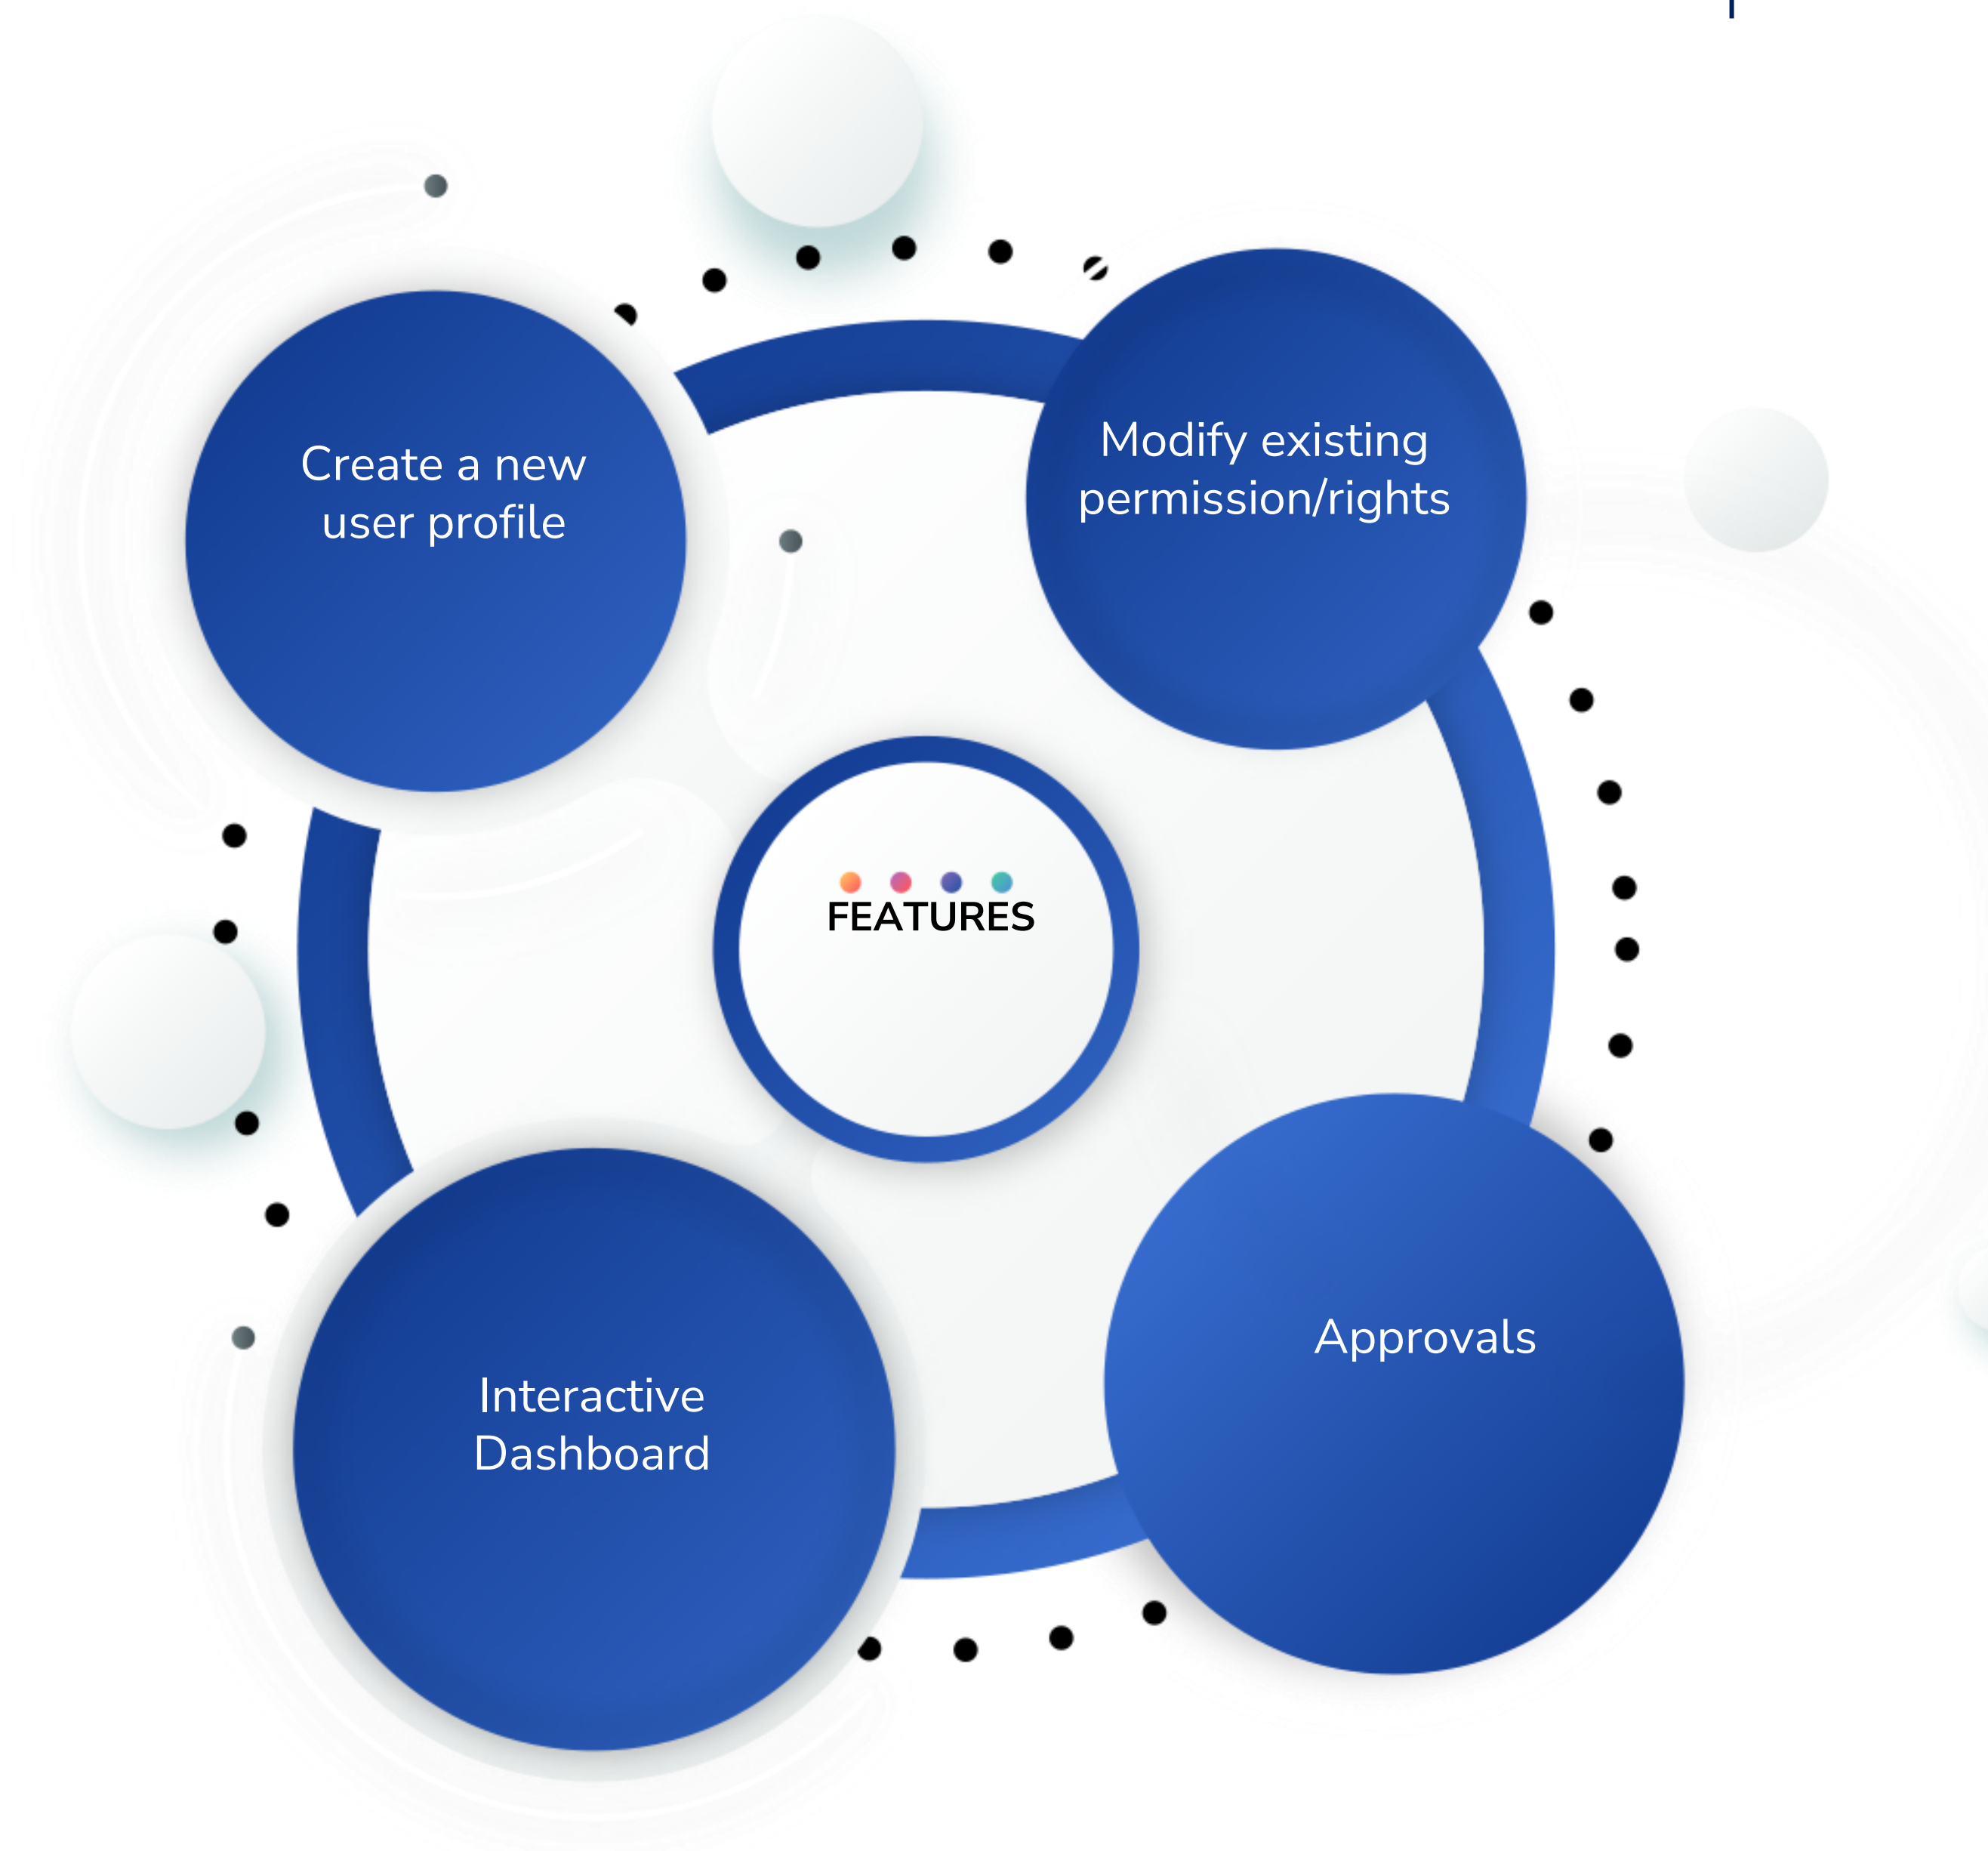 Create a new
user profile
Modify existing
permission/rights
FEATURES
Interactive
Dashboard
Approvals